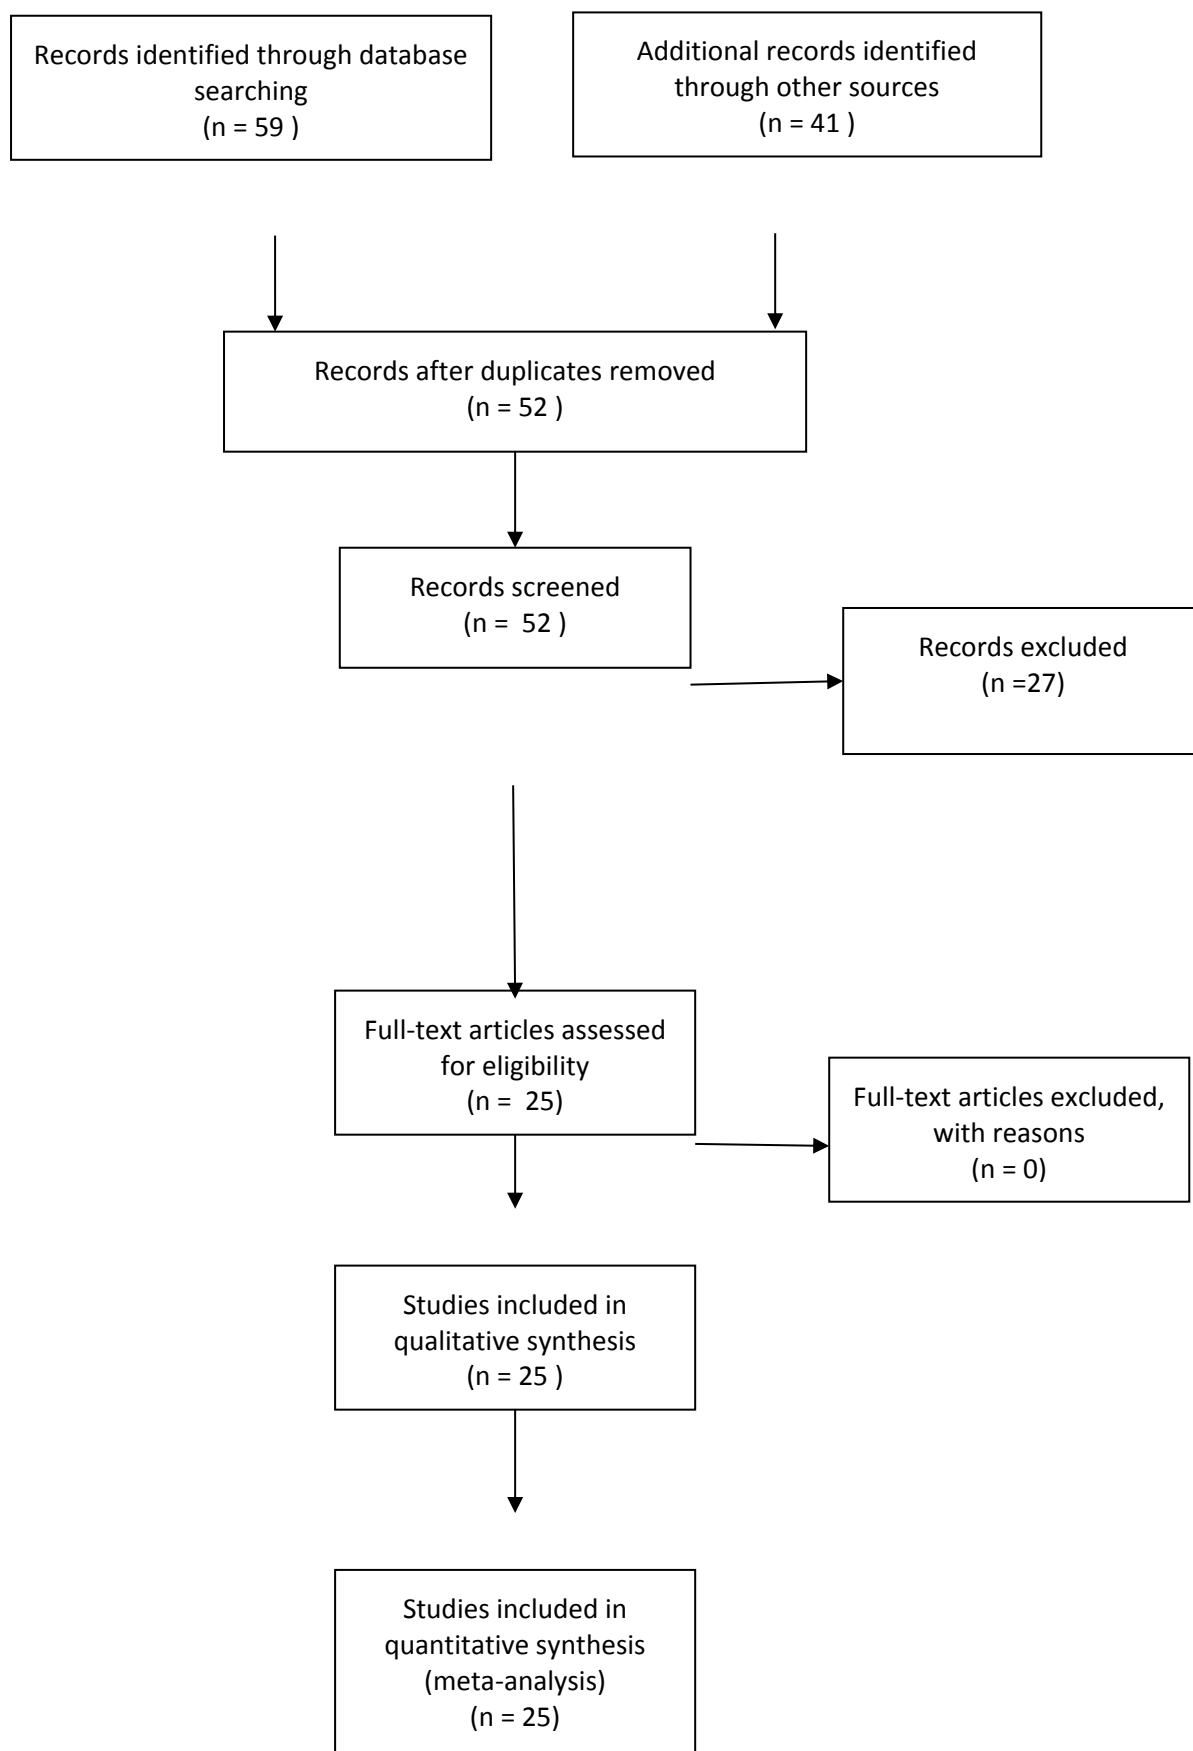 Records identified through database
searching
(n = 59 )
Additional records identified
through other sources
(n = 41 )
Records after duplicates removed
(n = 52 )
Records screened
(n =  52 )
Records excluded
(n =27)
Full-text articles assessed
for eligibility
(n =  25)
Full-text articles excluded,
with reasons
(n = 0)
Studies included in
qualitative synthesis
(n = 25 )
Studies included in
quantitative synthesis
(meta-analysis)
(n = 25)